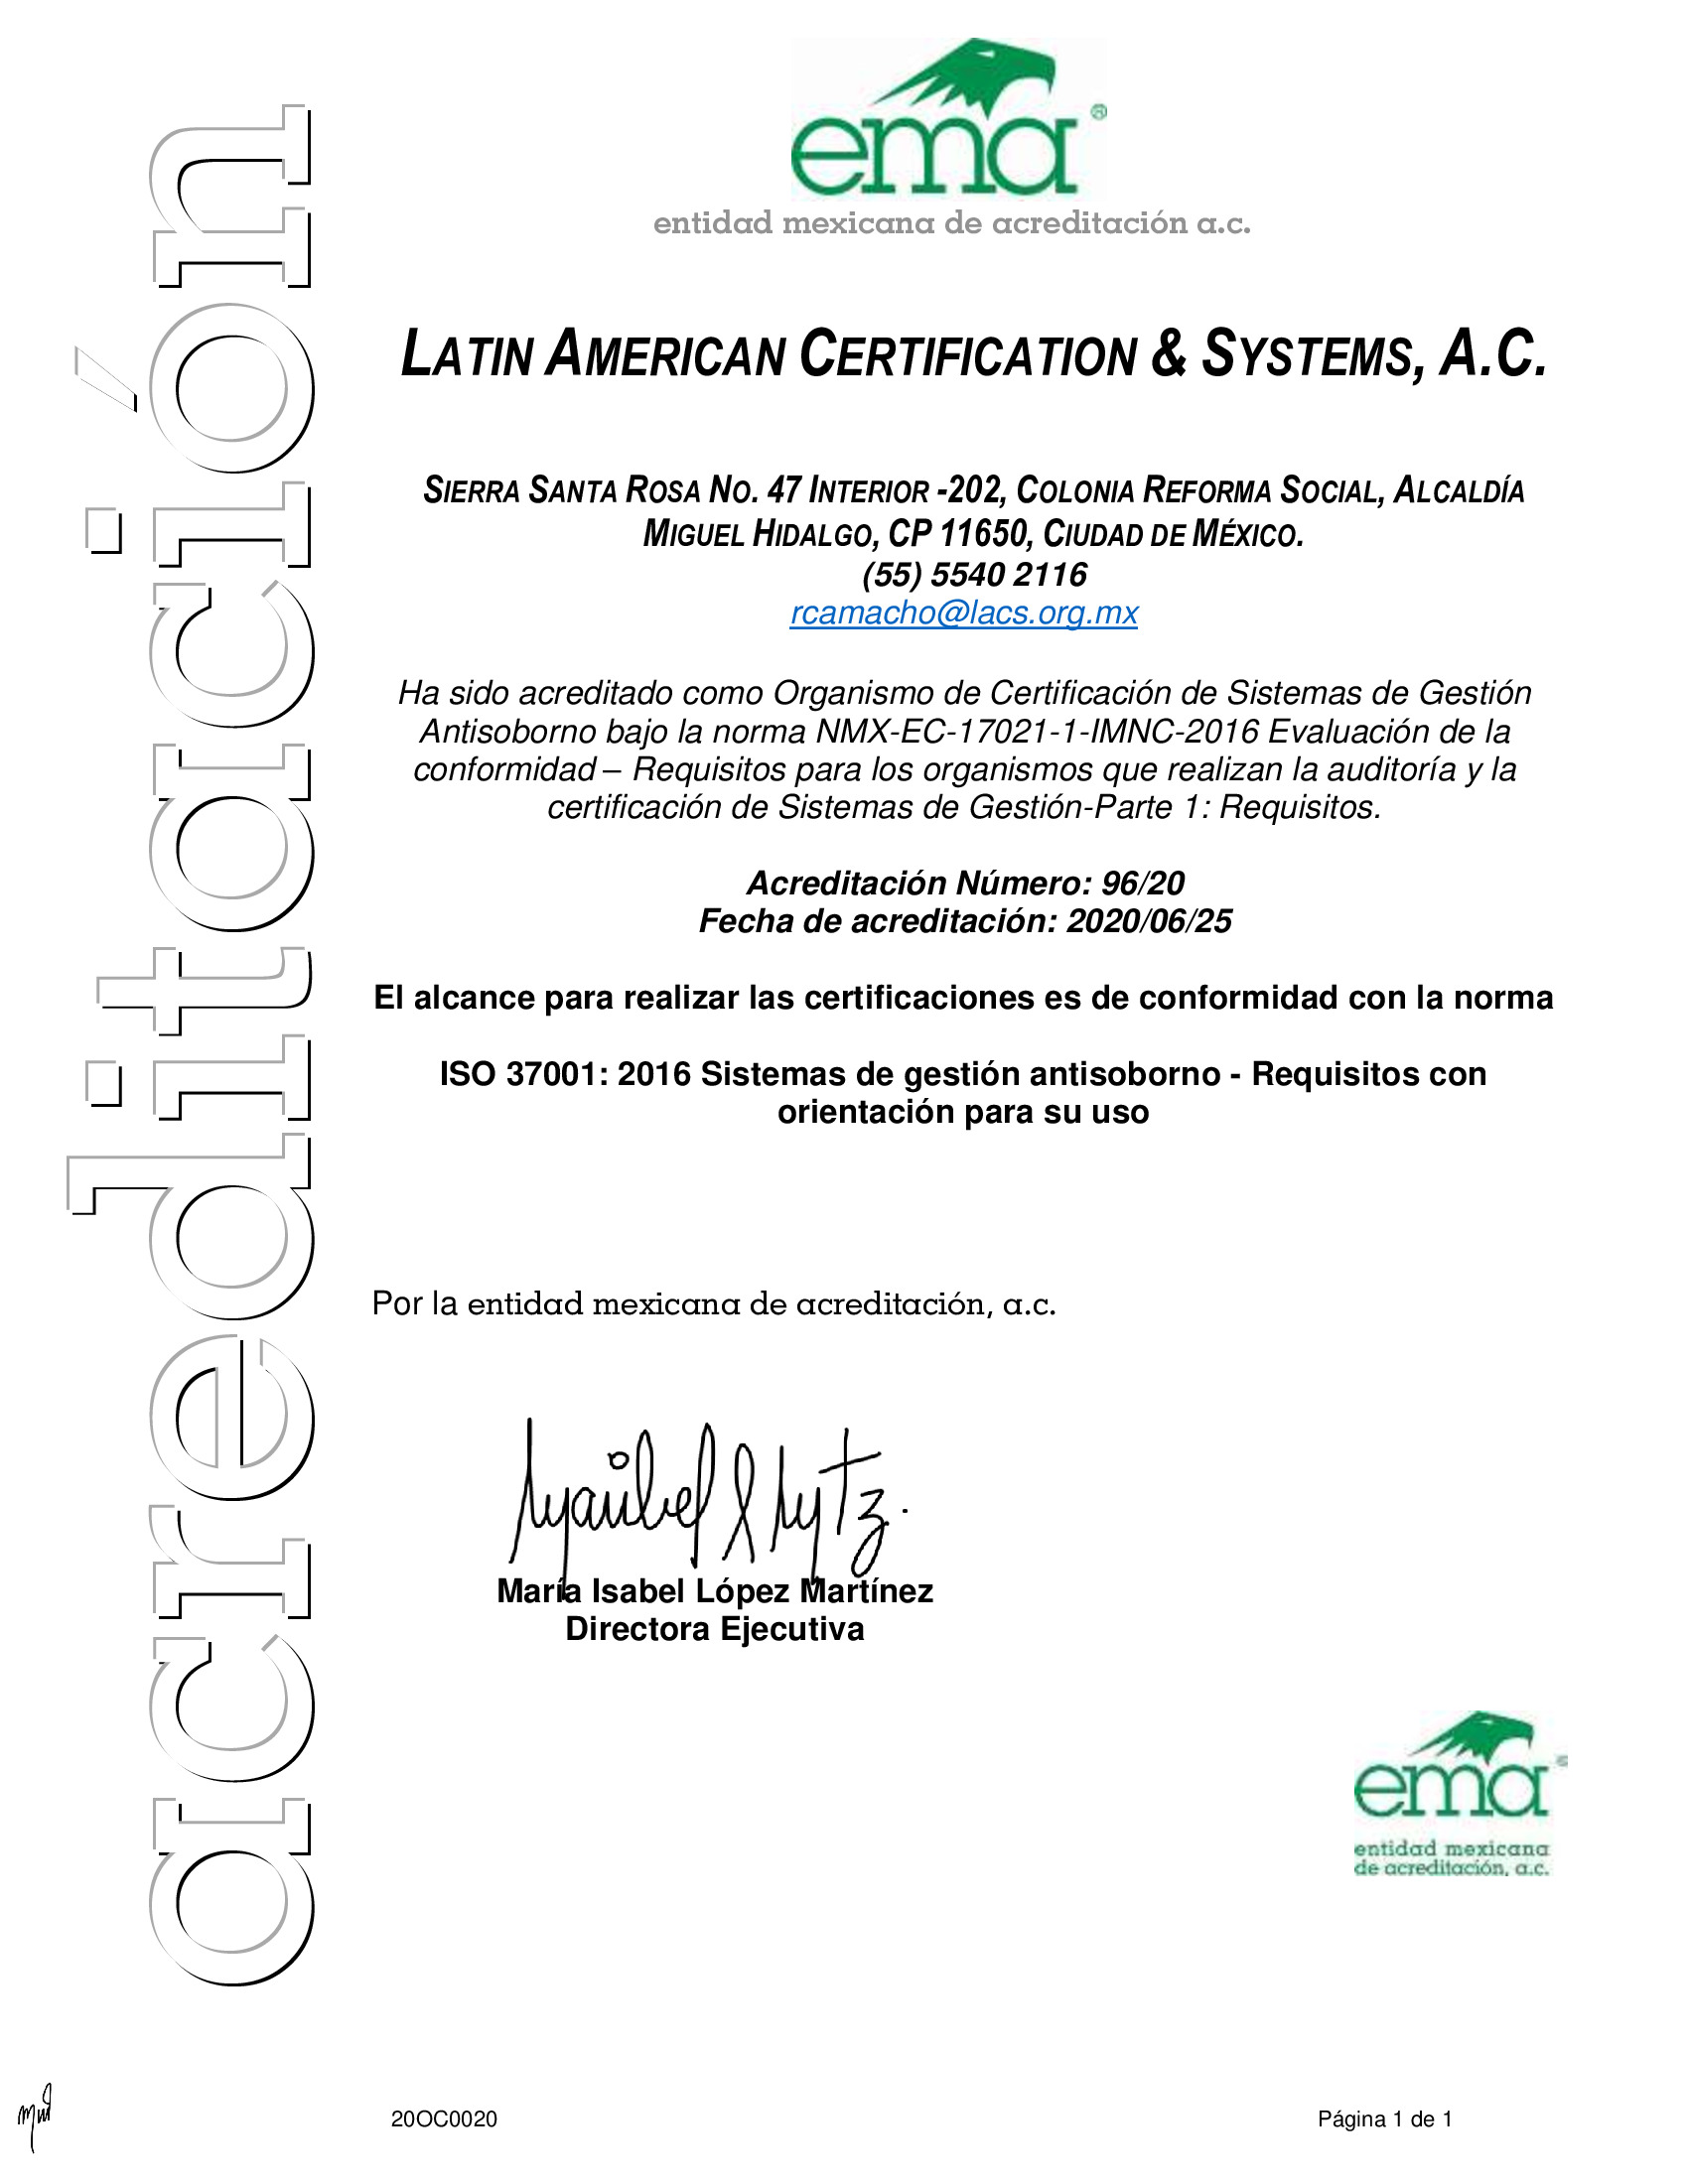 ema®
entidad mexicana de acreditación a.c.
acreditación
LATIN AMERICAN CERTIFICATION & SYSTEMS, A.C.
SIERRA SANTA ROSA NO. 47 INTERIOR -202, COLONIA REFORMA SOCIAL, ALCALDÍA
MIGUEL HIDALGO, CP 11650, CIUDAD DE MÉXICO.
(55) 5540 2116
rcamacho@lacs.org.mx
Ha sido acreditado como Organismo de Certificación de Sistemas de Gestión
Antisoborno bajo la norma NMX-EC-17021-1-IMNC-2016 Evaluación de la
conformidad – Requisitos para los organismos que realizan la auditoría y la
certificación de Sistemas de Gestión-Parte 1: Requisitos.
Acreditación Número: 96/20
Fecha de acreditación: 2020/06/25
El alcance para realizar las certificaciones es de conformidad con la norma
ISO 37001: 2016 Sistemas de gestión antisoborno - Requisitos con
orientación para su uso
Por la entidad mexicana de acreditación, a.c.
María Isabel López Martínez
Directora Ejecutiva
ema
entidad mexicana
de acreditación, a.c.
20OC0020
Página 1 de 1